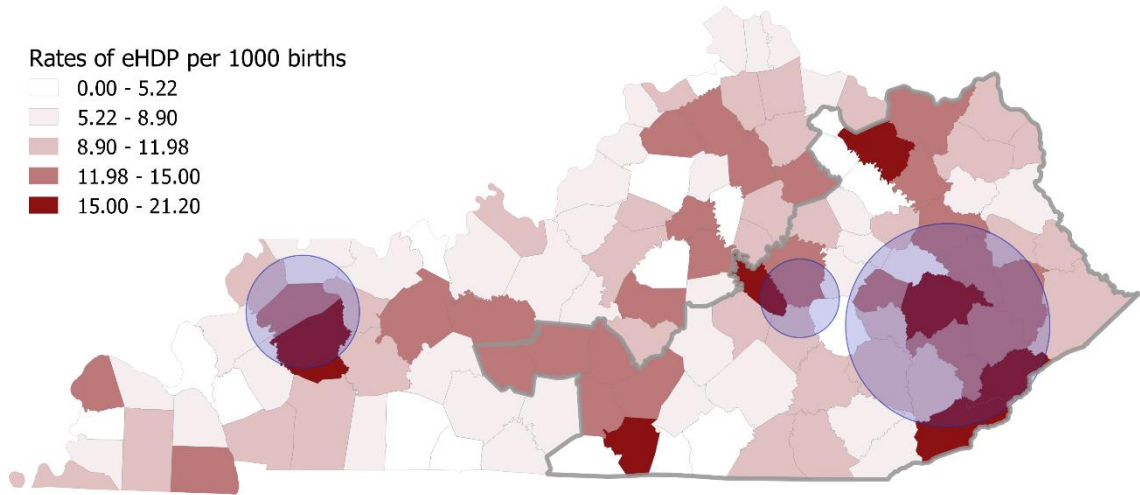 Rates of eHDP per 1000 births
0.00 - 5.22
5.22 - 8.90
8.90 - 11.98
11.98 - 15.00
15.00 - 21.20